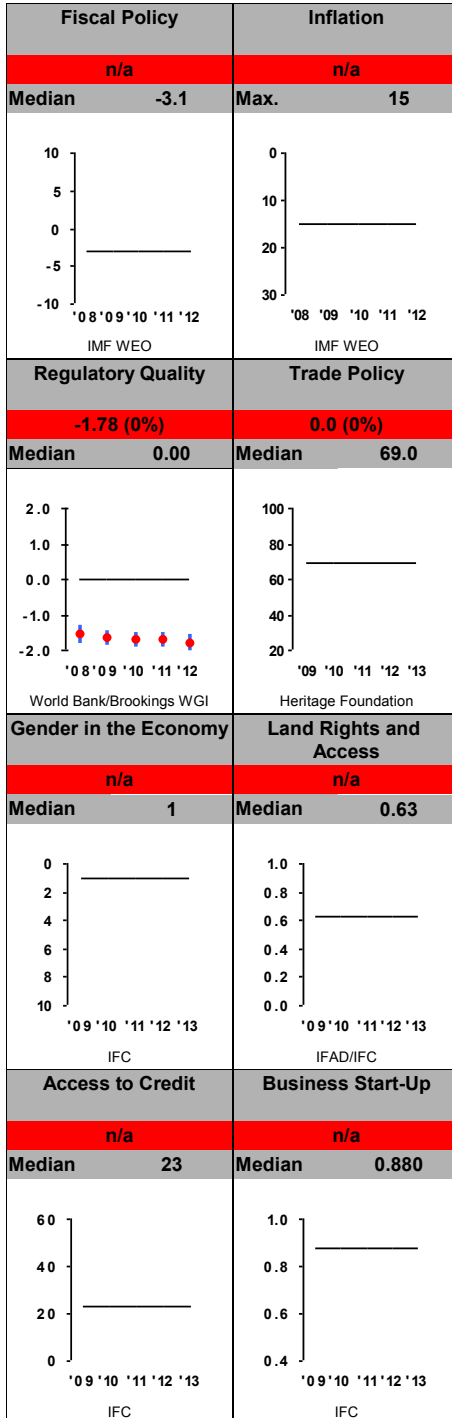 Fiscal Policy
n/a
Median -3.1
10
5
0
-5
-10
'08 '09 '10 '11 '12
IMF WEO
Inflation
n/a
Max. 15
0
10
20
30
'08 '09 '10 '11 '12
IMF WEO
Regulatory Quality
-1.78 (0%)
Median 0.00
2.0
1.0
0.0
-1.0
-2.0
'08 '09 '10 '11 '12
World Bank/Brookings WGI
Trade Policy
0.0 (0%)
Median 69.0
100
80
60
40
20
'09 '10 '11 '12 '13
Heritage Foundation
Gender in the Economy
n/a
Median 1
0
2
4
6
8
10
'09 '10 '11 '12 '13
IFC
Land Rights and
Access
n/a
Median 0.63
1.0
0.8
0.6
0.4
0.2
0.0
'09 '10 '11 '12 '13
IFAD/IFC
Access to Credit
n/a
Median 23
60
40
20
0
'09 '10 '11 '12 '13
IFC
Business Start-Up
n/a
Median 0.880
1.0
0.8
0.6
0.4
'09 '10 '11 '12 '13
IFC